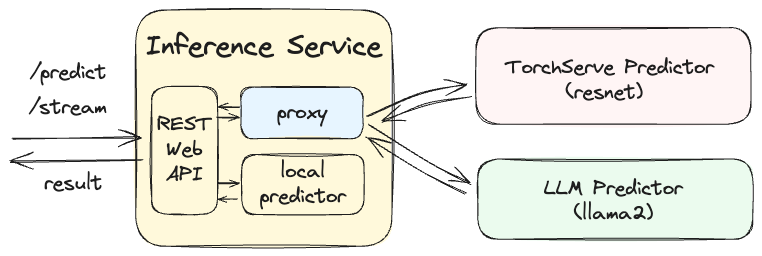 /predict
/stream
result
Inference Service
REST
Web
API
proxy
local
predictor
TorchServe Predictor
(resnet)
LLM Predictor
(llama2)